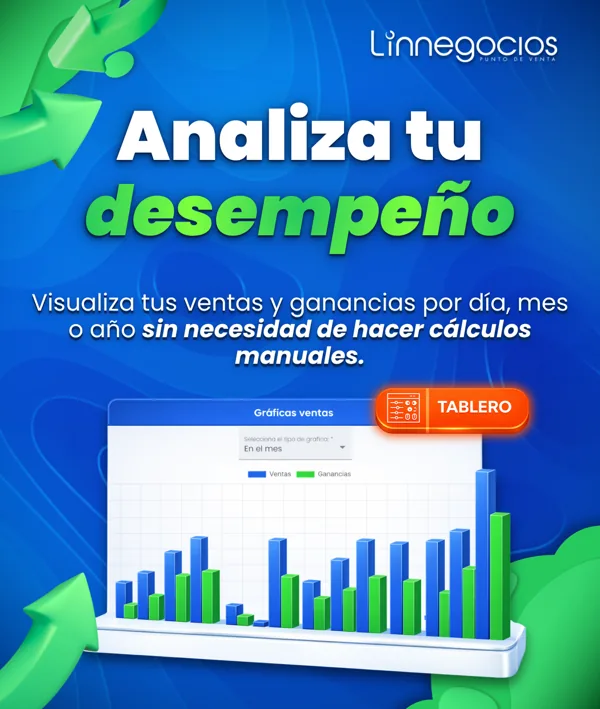 Linnegocios
PUNTO DE VENTA
Analiza tu
desempeño
Visualiza tus ventas y ganancias por día, mes
o año sin necesidad de hacer cálculos
manuales.
Gráficas ventas
TABLERO
Selecciona el tipo de grafica: *
En el mes
Ventas Ganancias